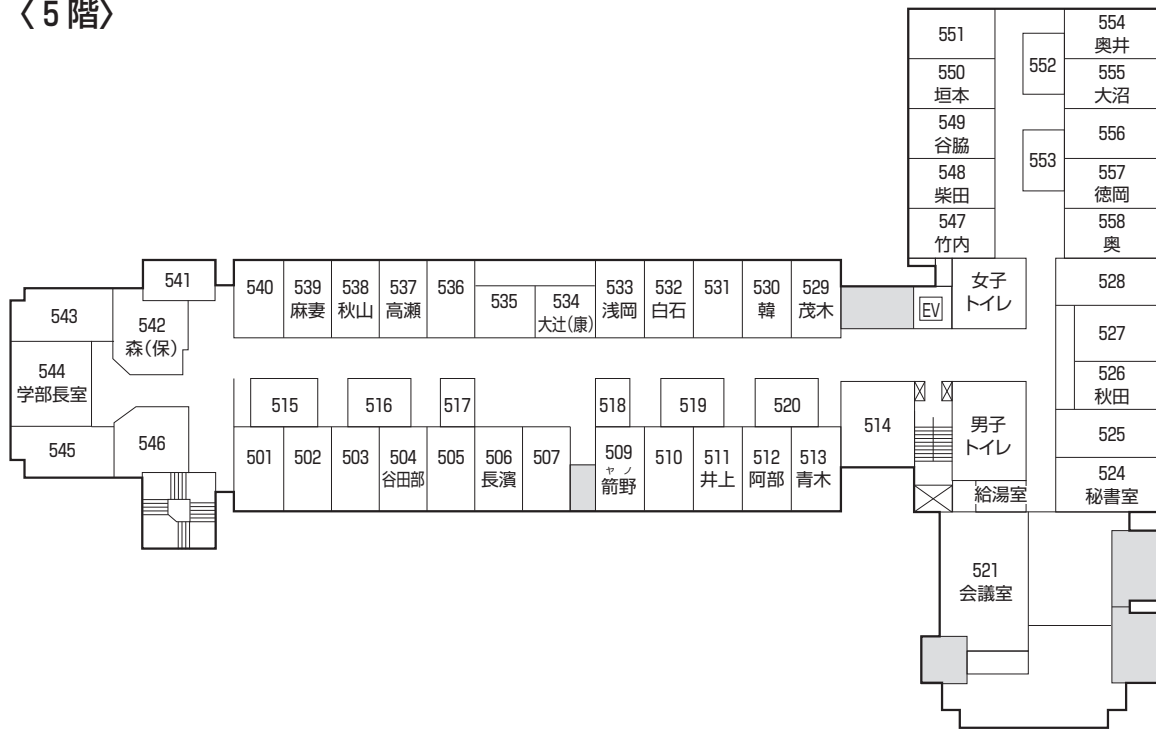 〈5階〉
551
550
垣本
549
谷脇
548
柴田
547
竹内
552
553
554
奥井
555
大沼
556
557
徳岡
558
奥
541
543
542
森(保)
544
学部長室
545
546
540
539
麻妻
538
秋山
537
高瀬
536
535
534
大辻(康)
533
浅岡
532
白石
531
530
韓
529
茂木
EV
女子
トイレ
528
527
526
秋田
525
524
秘書室
515
516
517
518
519
520
514
男子
トイレ
給湯室
501
502
503
504
谷田部
505
506
長濱
507
509
ヤノ
箭野
510
511
井上
512
阿部
513
青木
521
会議室